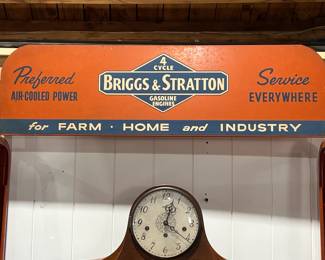 4
CYCLE
Preferred
BRIGGS & STRATTON
Service
AIR-COOLED POWER
GASOLINE
ENGINES
EVERYWHERE
for FARM · HOME and INDUSTRY